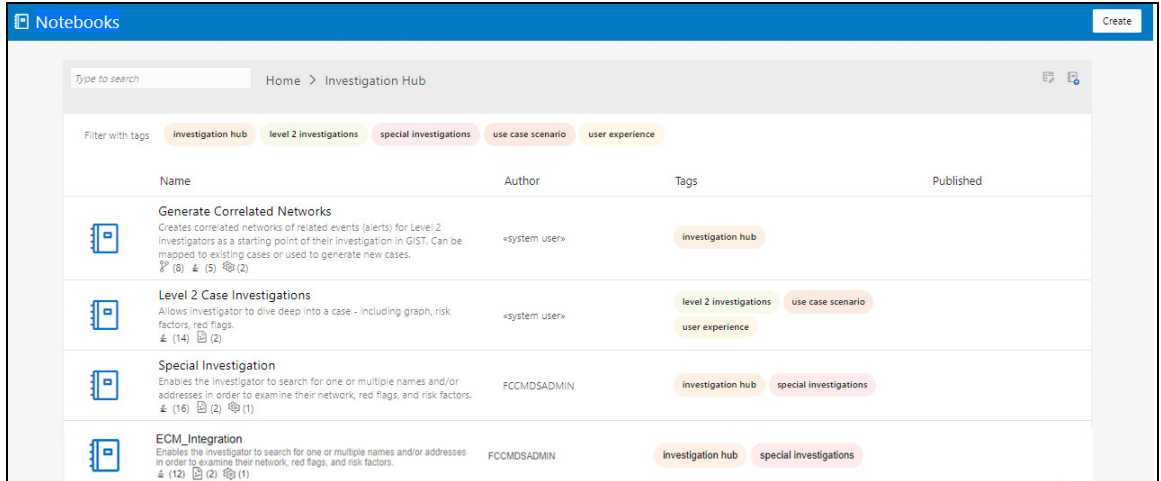 Notebooks
Create
Type to search
Home > Investigation Hub
Filter with tags investigation hub level 2 investigations special investigations use case scenario user experience
Name Author Tags Published
Generate Correlated Networks
Creates correlated networks of related events (alerts) for Level 2
investigators as a starting point of their investigation in GIST. Can be
mapped to existing cases or used to generate new cases.
(8) (5) (2)
«system user»
investigation hub
Level 2 Case Investigations
Allows investigator to dive deep into a case - including graph, risk
factors, red flags.
(14) (2)
«system user»
level 2 investigations use case scenario
user experience
Special Investigation
Enables the investigator to search for one or multiple names and/or
addresses in order to examine their network, red flags, and risk factors.
(16) (2) (1)
FCCMDSADMIN
investigation hub special investigations
ECM_Integration
Enables the investigator to search for one or multiple names and/or addresses
in order to examine their network, red flags, and risk factors.
(12) (2) (1)
FCCMDSADMIN
investigation hub special investigations